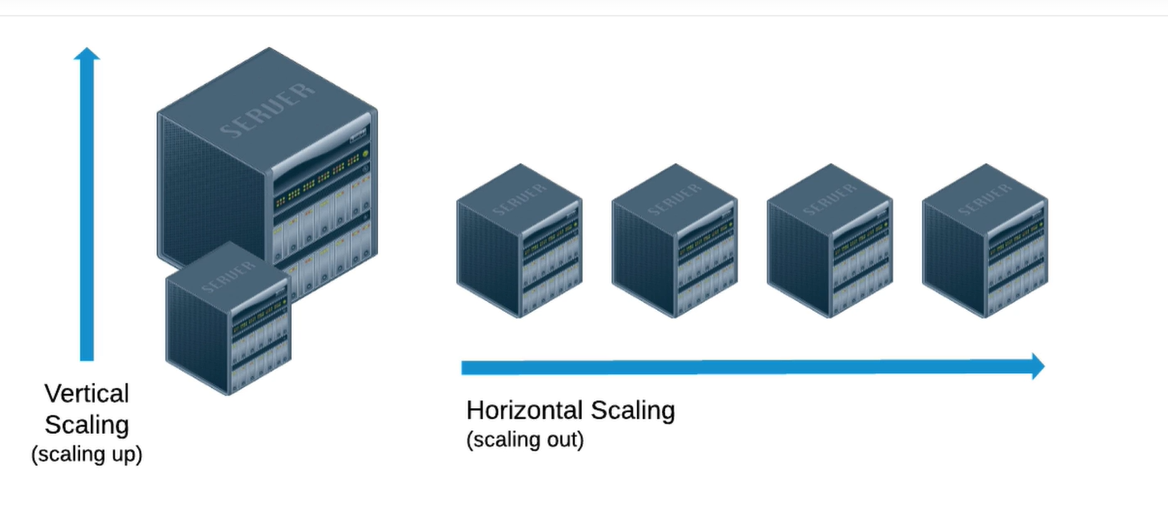 SERVER
SERVER
SERVER
SERVER
SERVER
SERVER
Vertical
Scaling
(scaling up)
Horizontal Scaling
(scaling out)